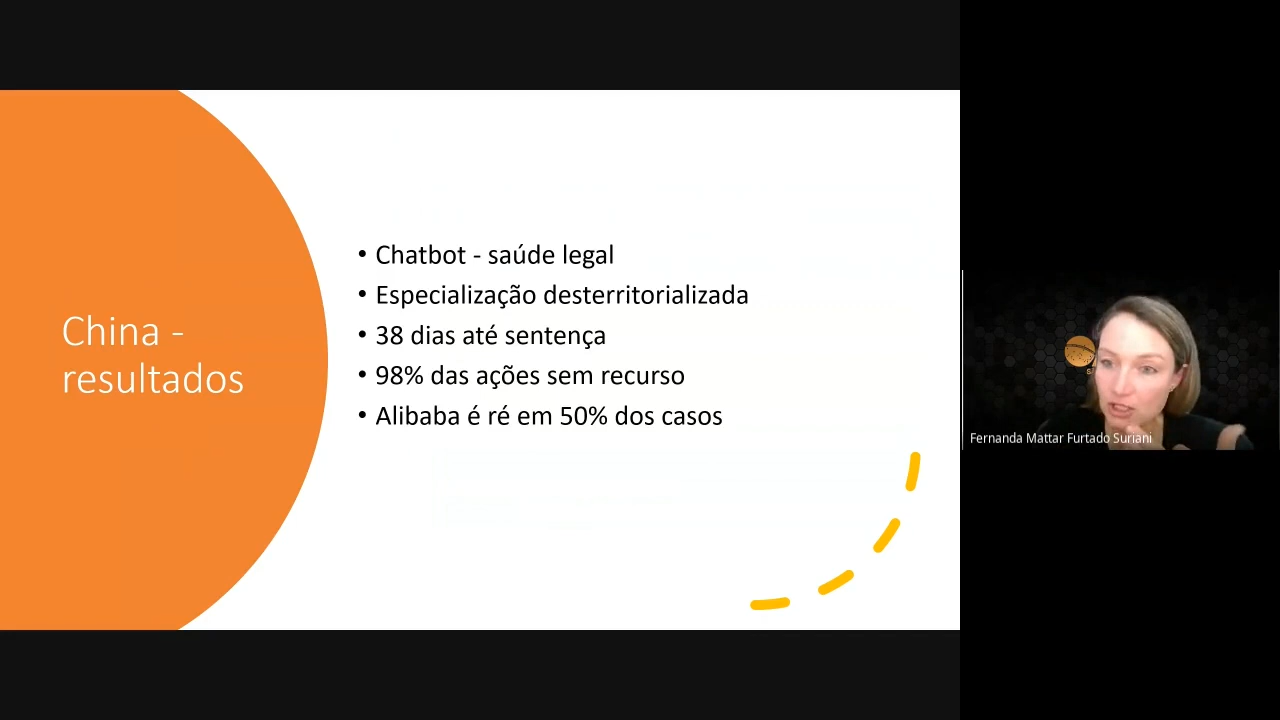 China -
resultados
• Chatbot - saúde legal
• Especialização desterritorializada
• 38 dias até sentença
• 98% das ações sem recurso
• Alibaba é ré em 50% dos casos
Fernanda Mattar Furtado Suriani